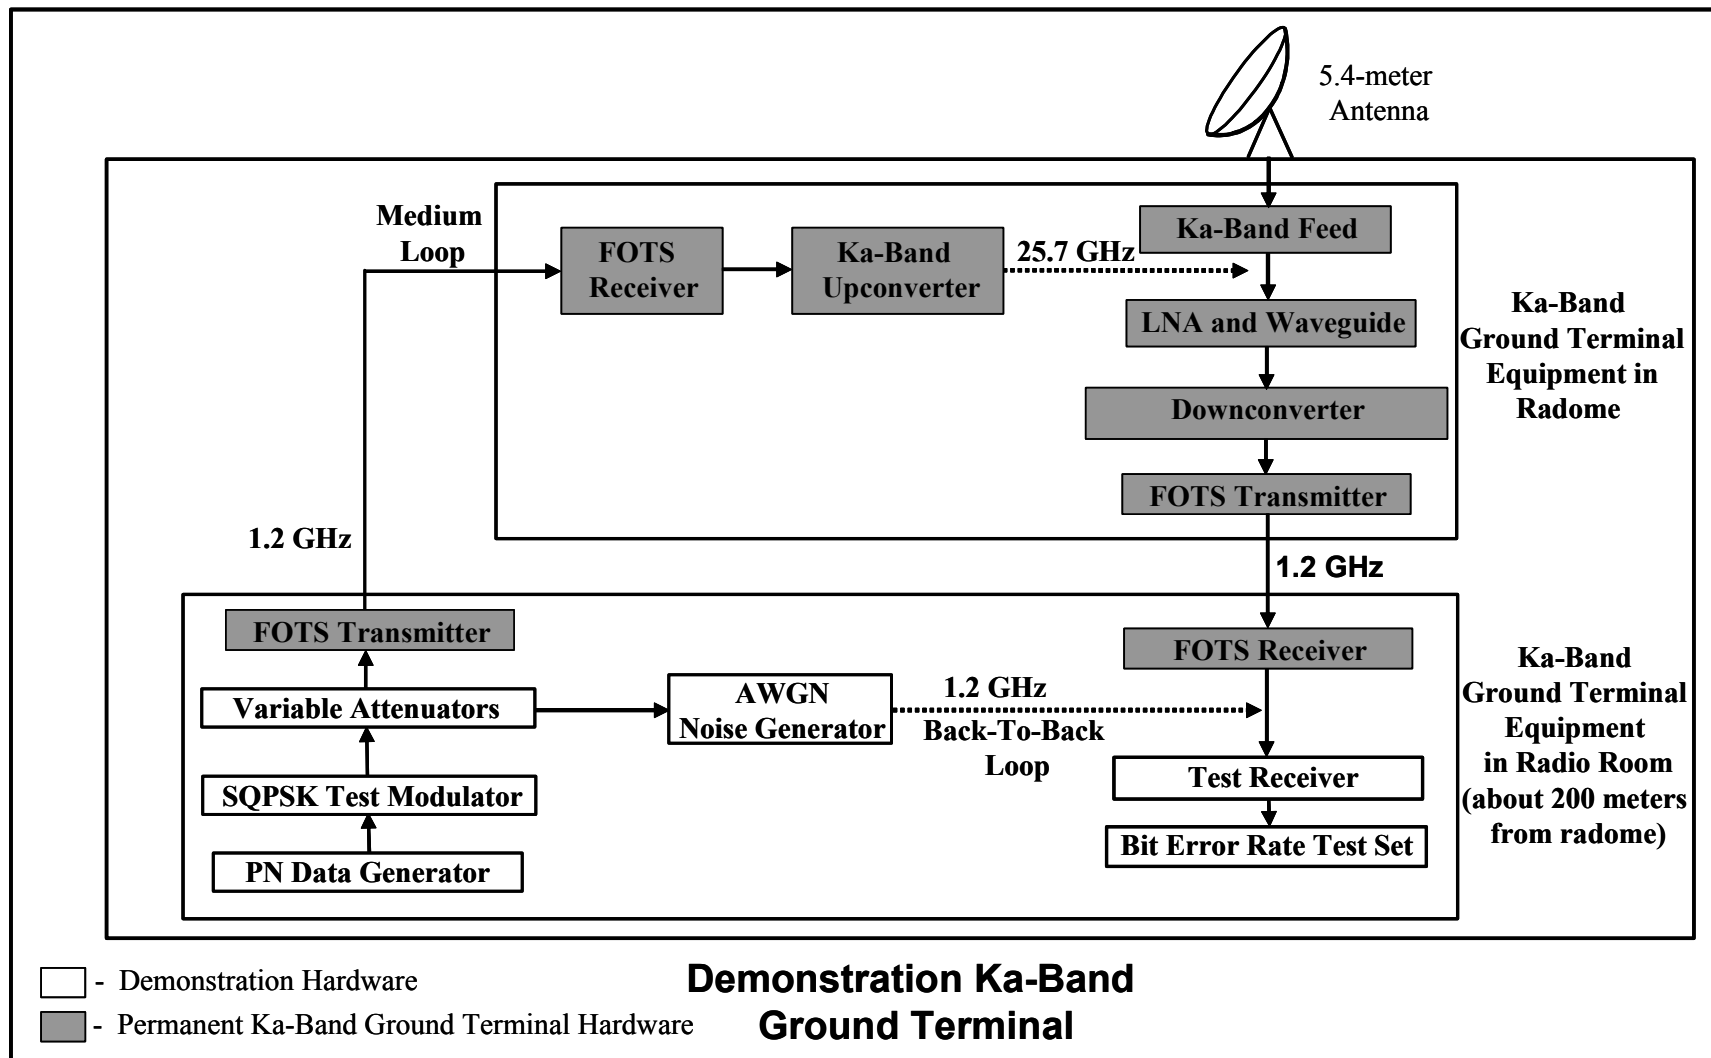 5.4-meter
Antenna
Medium
Loop
FOTS
Receiver
Ka-Band
Upconverter
25.7 GHz
Ka-Band Feed
LNA and Waveguide
Downconverter
FOTS Transmitter
Ka-Band
Ground Terminal
Equipment in
Radome
1.2 GHz
1.2 GHz
FOTS Transmitter
Variable Attenuators
SQPSK Test Modulator
PN Data Generator
AWGN
Noise Generator
1.2 GHz
Back-To-Back
Loop
FOTS Receiver
Test Receiver
Bit Error Rate Test Set
Ka-Band
Ground Terminal
Equipment
in Radio Room
(about 200 meters
from radome)
- Demonstration Hardware
- Permanent Ka-Band Ground Terminal Hardware
Demonstration Ka-Band
Ground Terminal